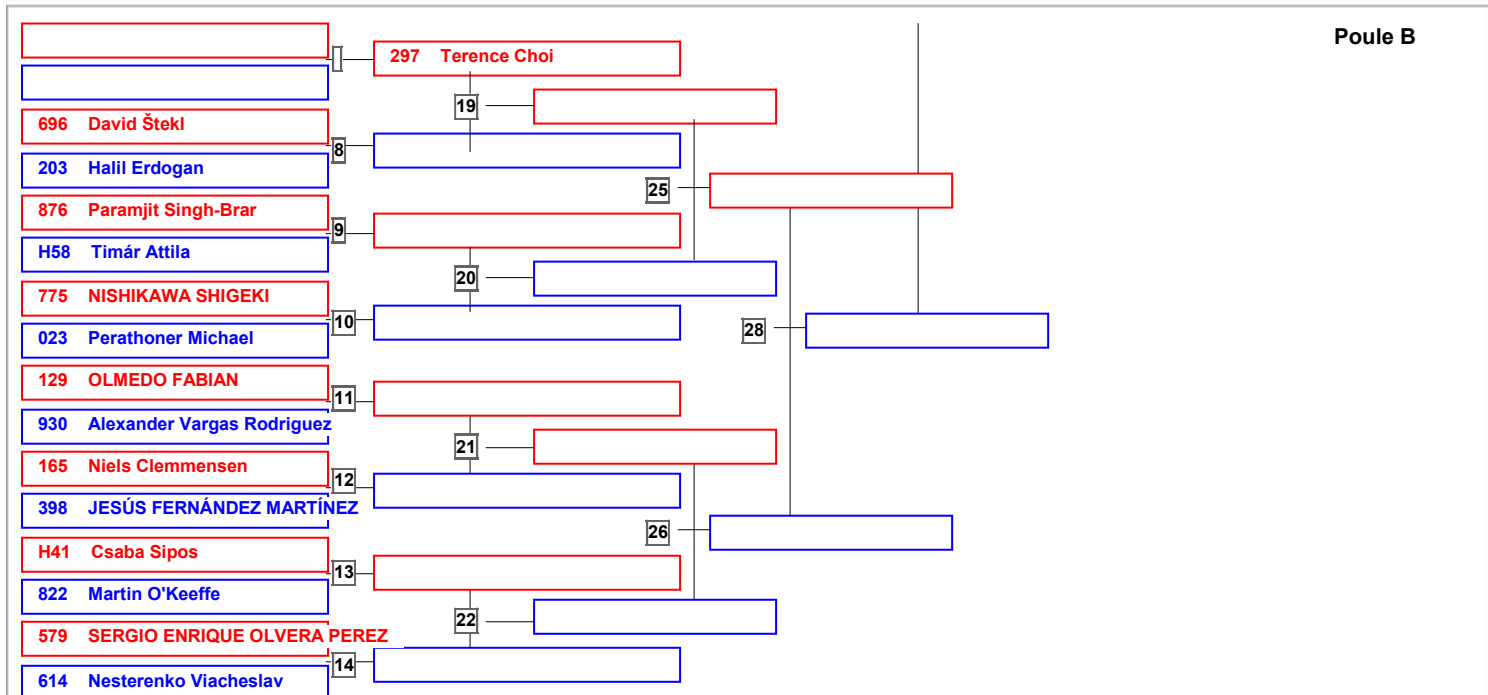 Poule B
297 Terence Choi
19
696 David Štekl
8
203 Halil Erdogan
25
876 Paramjit Singh-Brar
9
H58 Timár Attila
20
775 NISHIKAWA SHIGEKI
10
28
023 Perathoner Michael
129 OLMEDO FABIAN
11
930 Alexander Vargas Rodriguez
21
165 Niels Clemmensen
12
398 JESÚS FERNÁNDEZ MARTÍNEZ
26
H41 Csaba Sipos
13
822 Martin O'Keeffe
22
579 SERGIO ENRIQUE OLVERA PEREZ
14
614 Nesterenko Viacheslav